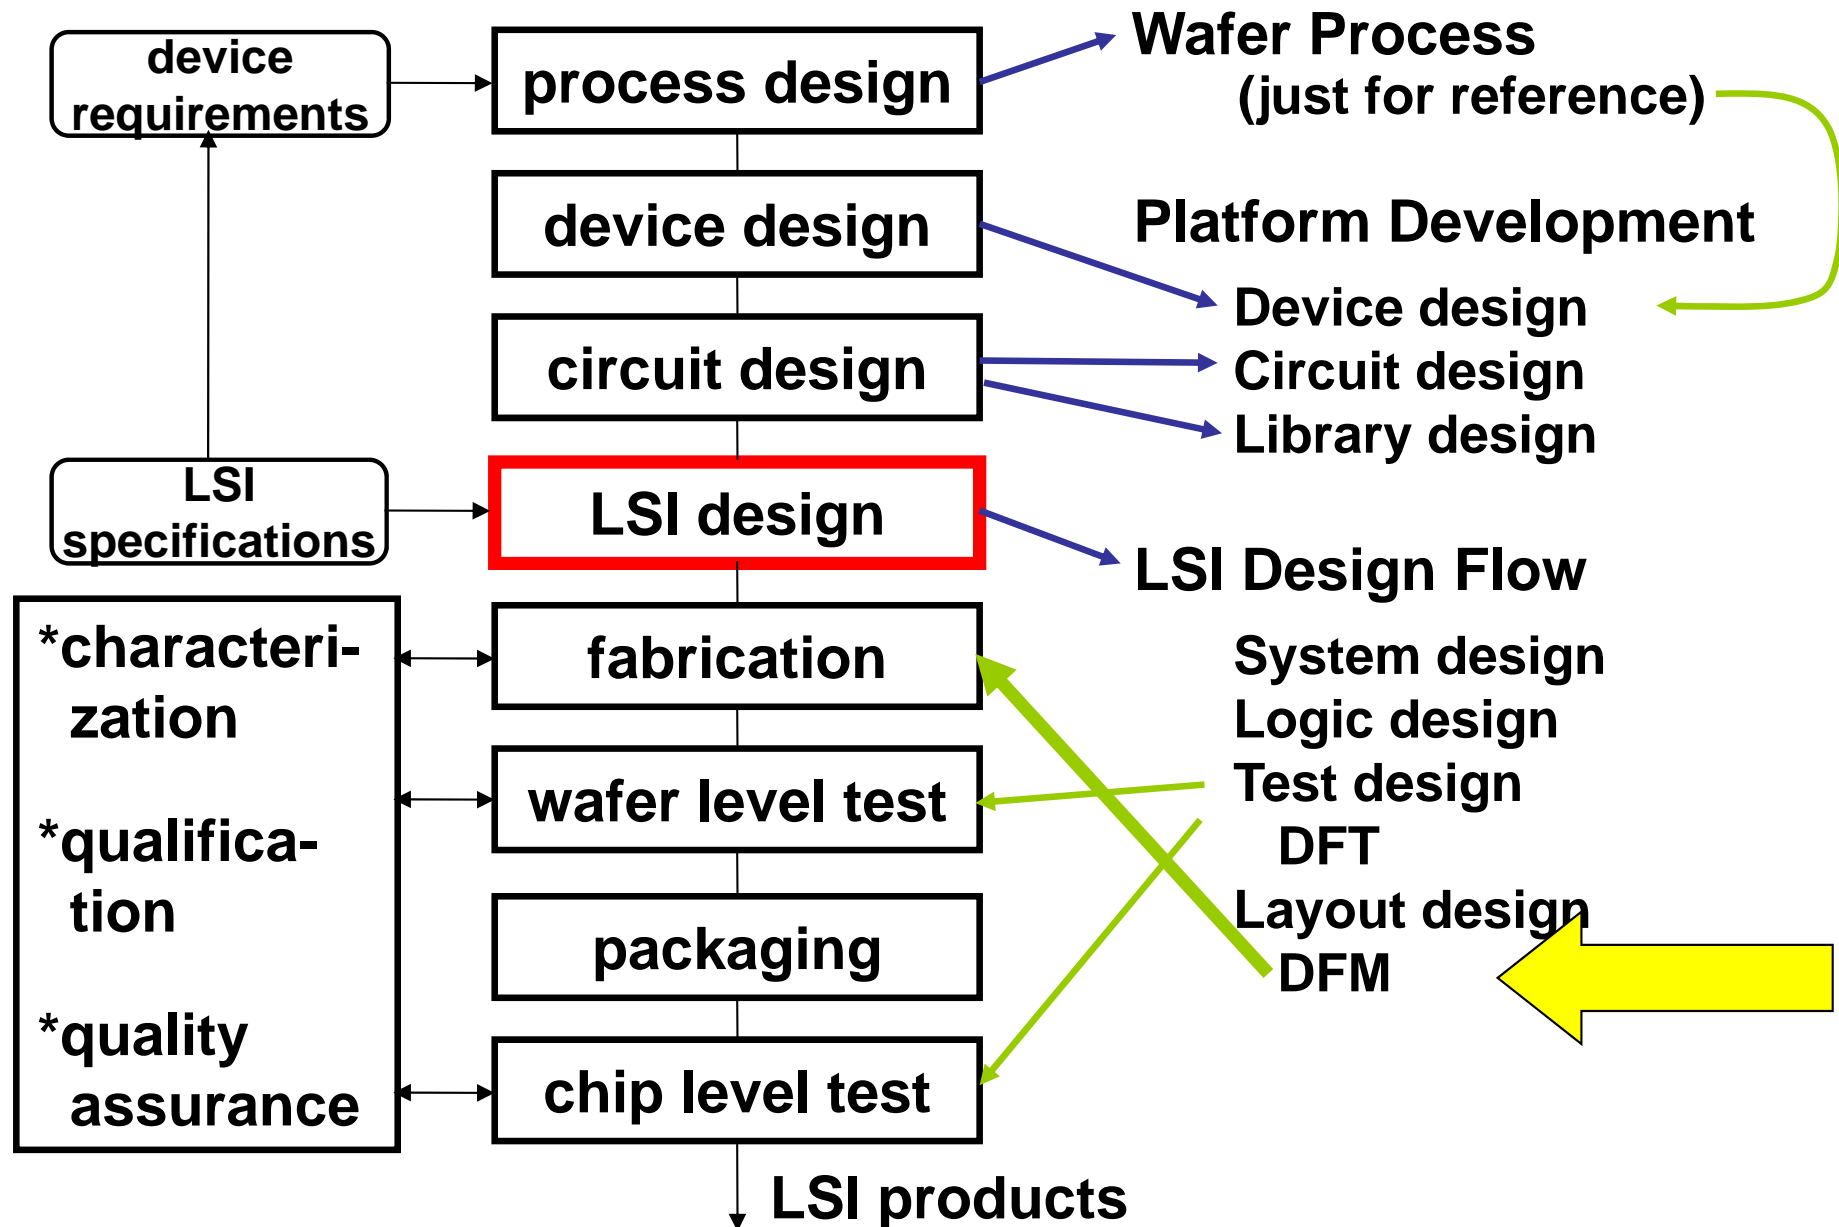 device
requirements
process design
Wafer Process
(just for reference)
device design
Platform Development
Device design
circuit design
Circuit design
Library design
LSI
specifications
LSI design
LSI Design Flow
*characteri-
zation
*qualifica-
tion
*quality
assurance
fabrication
wafer level test
packaging
chip level test
System design
Logic design
Test design
DFT
Layout design
DFM
LSI products